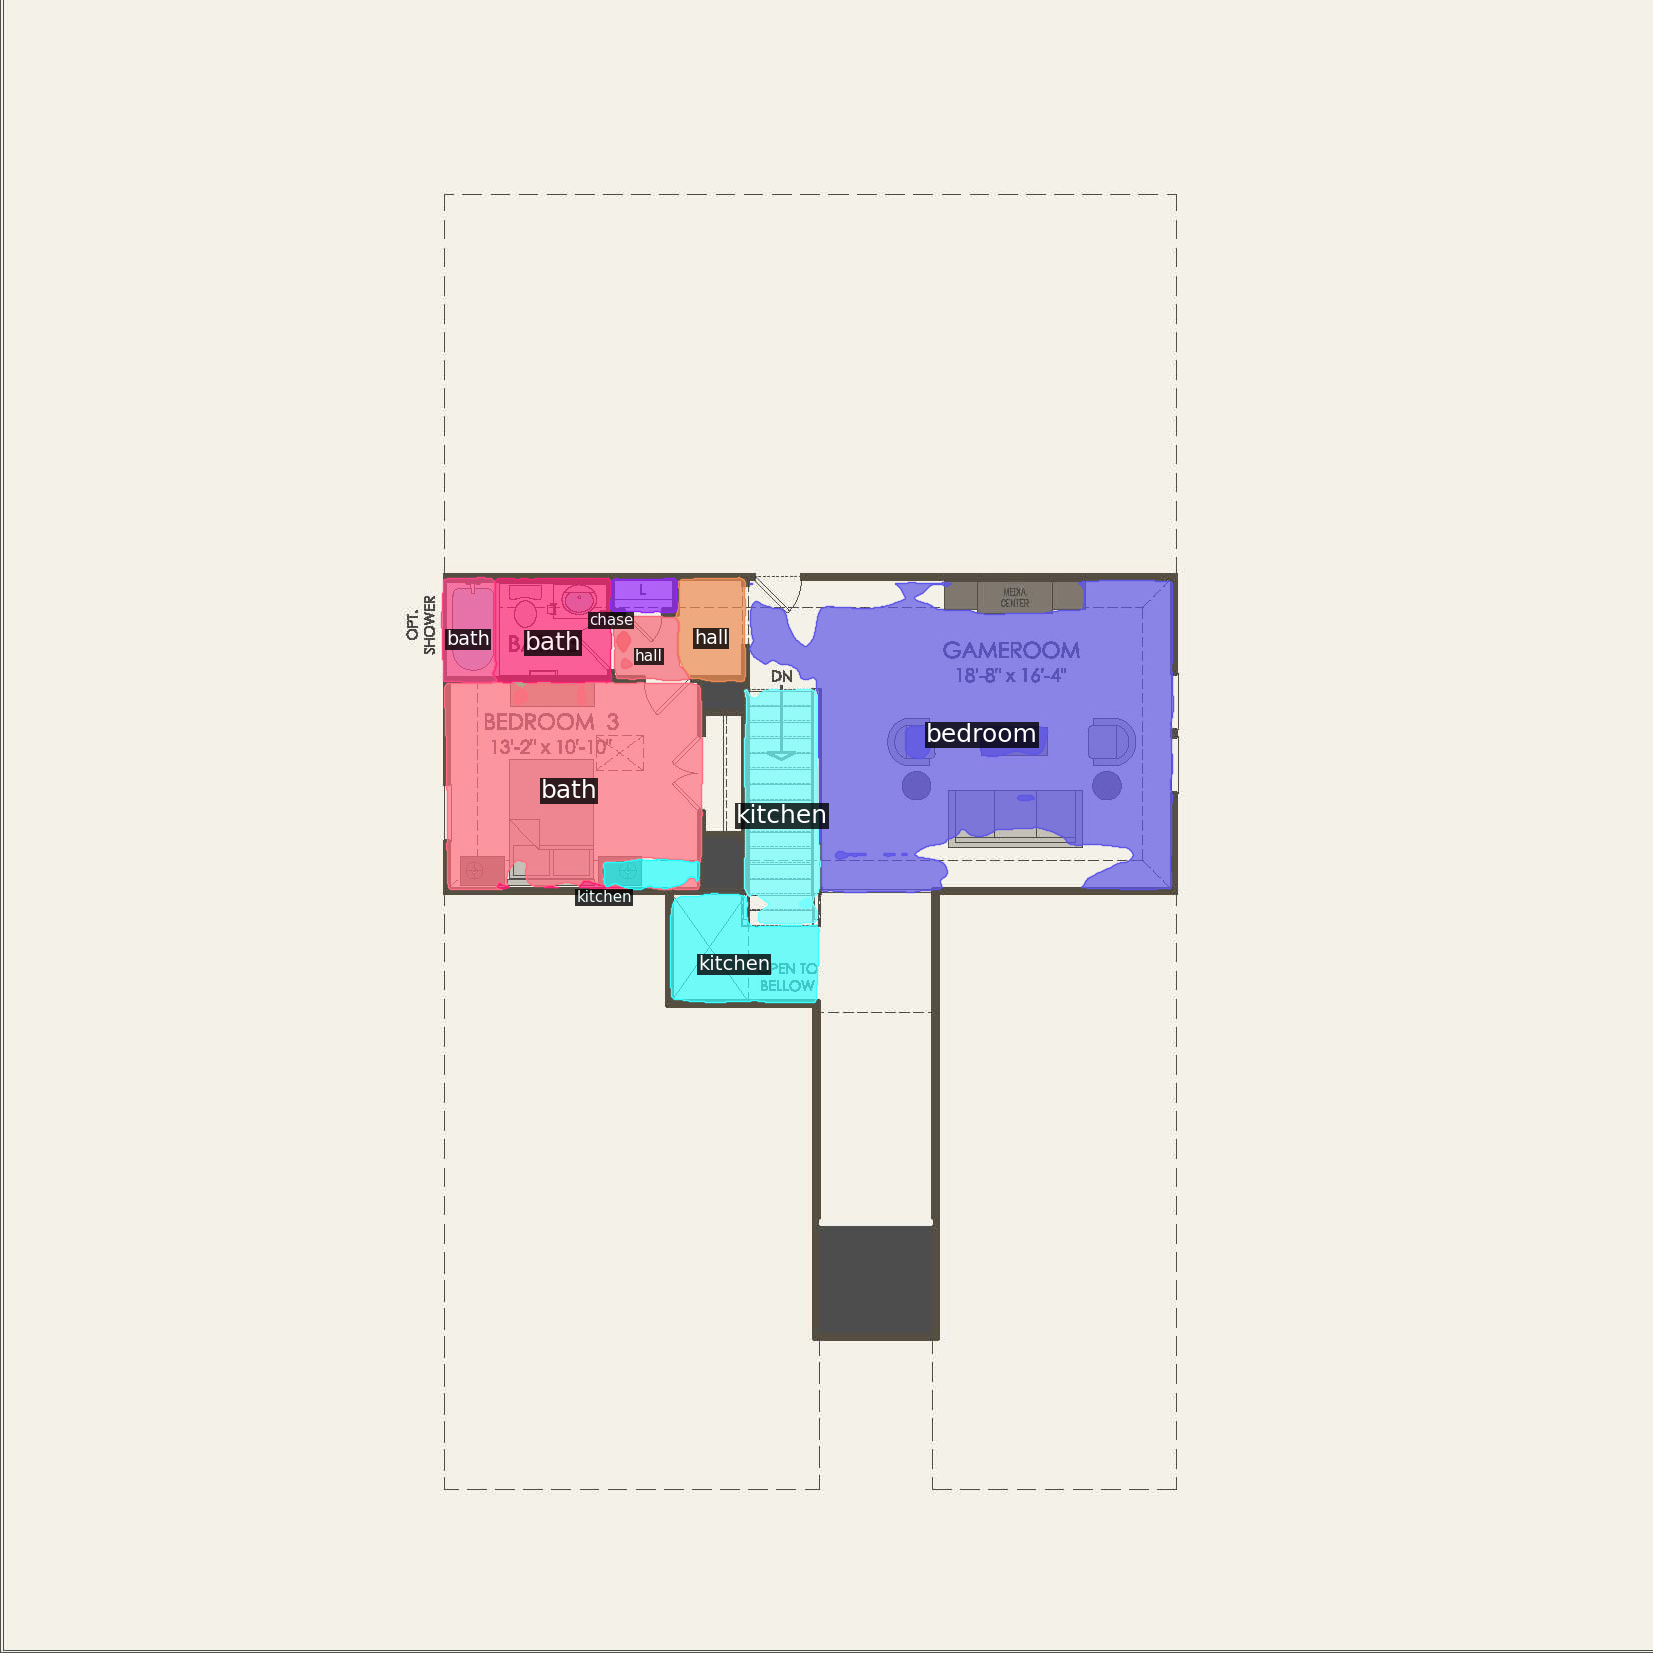 OPT.
SHOWER
L
MEDIA
CENTER
chase
bath
bath
hall
hall
GAMEROOM
18'-8" x 16'-4"
DN
BEDROOM 3
13'-2" x 10'-10"
bedroom
bath
kitchen
kitchen
kitchen
TO
BELLOW